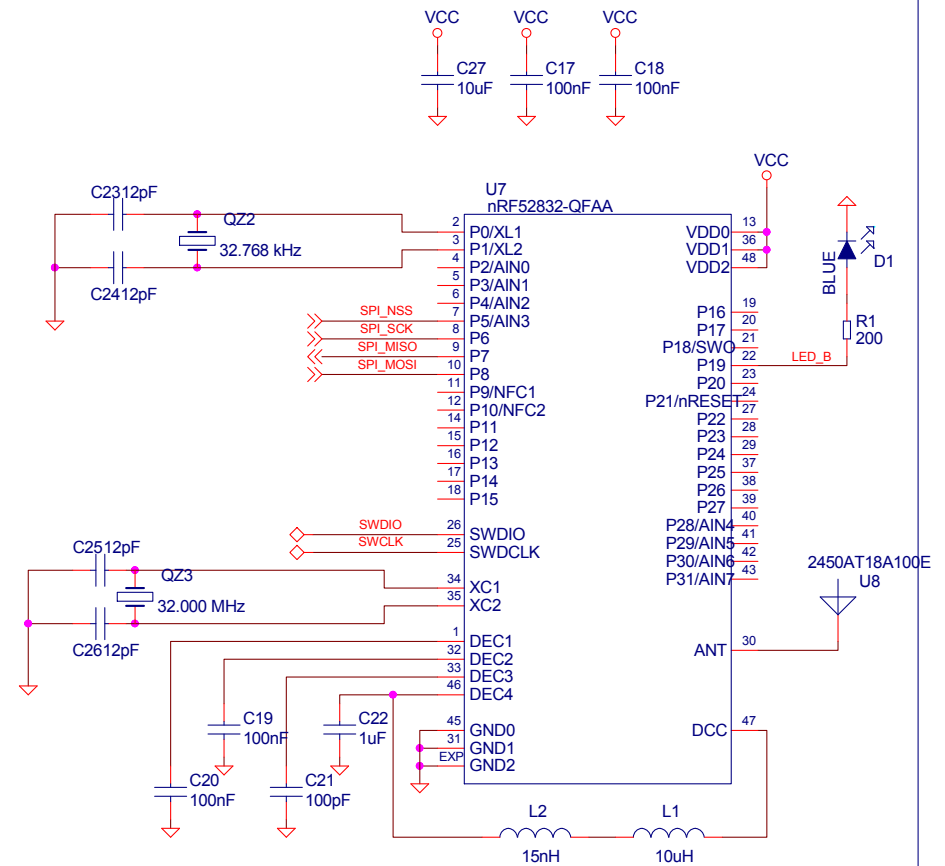 VCC VCC VCC
C27 C17 C18
10uF 100nF 100nF
VCC
C2312pF
QZ2
32.768 kHz
C2412pF
U7
nRF52832-QFAA
2 P0/XL1
3 P1/XL2
4 P2/AIN0
5 P3/AIN1
6 P4/AIN2
SPI_NSS 7 P5/AIN3
SPI_SCK 8 P6
SPI_MISO 9 P7
SPI_MOSI 10 P8
11 P9/NFC1
12 P10/NFC2
14 P11
15 P12
16 P13
17 P14
18 P15
SWDIO 26 SWDIO
SWCLK 25 SWDCLK
34 XC1
35 XC2
1 DEC1
32 DEC2
33 DEC3
46 DEC4
45 GND0
31 GND1
EXP GND2
VDD0 13
VDD1 36
VDD2 48
P16 19
P17 20
P18/SWO 21
P19 22 LED_B
P20 23
P21/nRESET 24
P22 27
P23 28
P24 29
P25 37
P26 38
P27 39
P28/AIN4 40
P29/AIN5 41
P30/AIN6 42
P31/AIN7 43
ANT 30
DCC 47
BLUE
D1
R1
200
2450AT18A100E
U8
C2512pF
QZ3
32.000 MHz
C2612pF
C19
100nF
C22
1uF
C20
100nF
C21
100pF
L2 L1
15nH 10uH